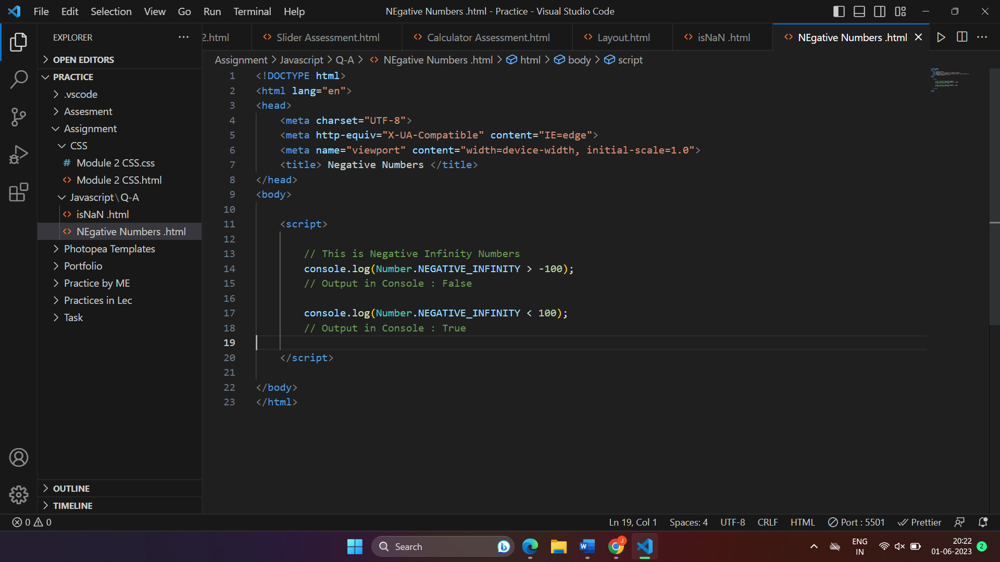 File Edit Selection View Go Run Terminal Help
NEgative Numbers .html - Practice - Visual Studio Code
EXPLORER
2.html
Slider Assessment.html
Calculator Assessment.html
Layout.html
isNaN .html
NEgative Numbers .html
OPEN EDITORS
PRACTICE
.vscode
Assesment
Assignment
CSS
# Module 2 CSS.css
Module 2 CSS.html
Javascript\Q-A
isNaN .html
NEgative Numbers .html
Photopea Templates
Portfolio
Practice by ME
Practices in Lec
Task
OUTLINE
TIMELINE
Assignment > Javascript > Q-A > NEgative Numbers .html > html > body > script
1 <!DOCTYPE html>
2 <html lang="en">
3 <head>
4     <meta charset="UTF-8">
5     <meta http-equiv="X-UA-Compatible" content="IE=edge">
6     <meta name="viewport" content="width=device-width, initial-scale=1.0">
7     <title> Negative Numbers </title>
8 </head>
9 <body>
10
11     <script>
12
13         // This is Negative Infinity Numbers
14         console.log(Number.NEGATIVE_INFINITY > -100);
15         // Output in Console : False
16
17         console.log(Number.NEGATIVE_INFINITY < 100);
18         // Output in Console : True
19
20     </script>
21
22 </body>
23 </html>
0 0
Ln 19, Col 1 Spaces: 4 UTF-8 CRLF HTML Port : 5501 Prettier
Search
W
J
ENG
IN
20:22
01-06-2023
2